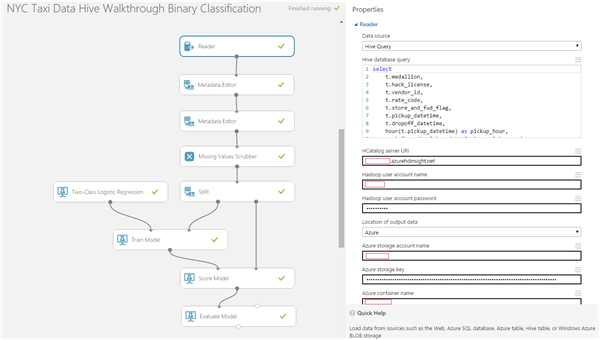 NYC Taxi Data Hive Walkthrough Binary Classification
Finished running ✓
Reader
Metadata Editor
Metadata Editor
Missing Values Scrubber
Two-Class Logistic Regression
Split
Train Model
Score Model
Evaluate Model
Properties
Reader
Data source
Hive Query
Hive database query
1 select
2 t.medallion,
3 t.hack_license,
4 t.vendor_id,
5 t.rate_code,
6 t.store_and_fwd_flag,
7 t.pickup_datetime,
8 t.dropoff_datetime,
9 hour(t.pickup_datetime) as pickup_hour,
HCatalog server URI
.azurehdinsight.net
Hadoop user account name
Hadoop user account password
Location of output data
Azure
Azure storage account name
Azure storage key
Azure container name
Quick Help
Load data from sources such as the Web, Azure SQL database, Azure table, Hive table, or Windows Azure
BLOB storage